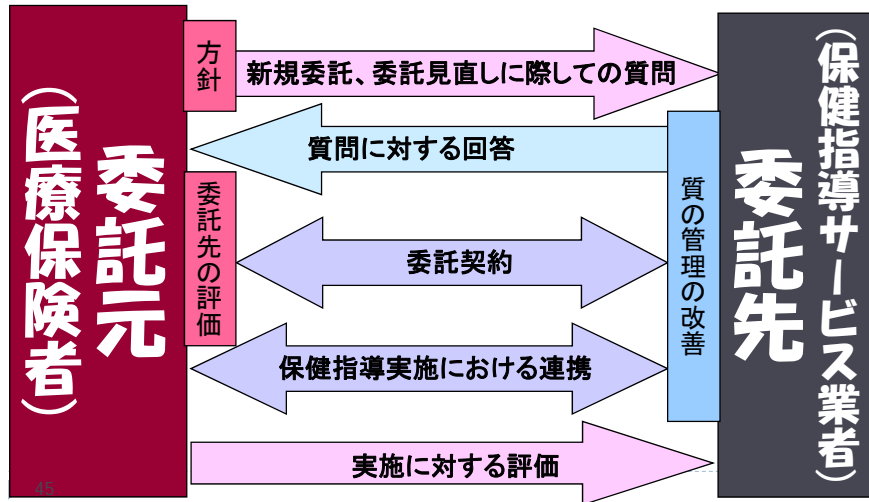 委託元
(医療保険者)
方針
新規委託、委託見直しに際しての質問
質問に対する回答
委託先の評価
委託契約
保健指導実施における連携
実施に対する評価
質の管理の改善
(保健指導サービス業者)
委託先
45